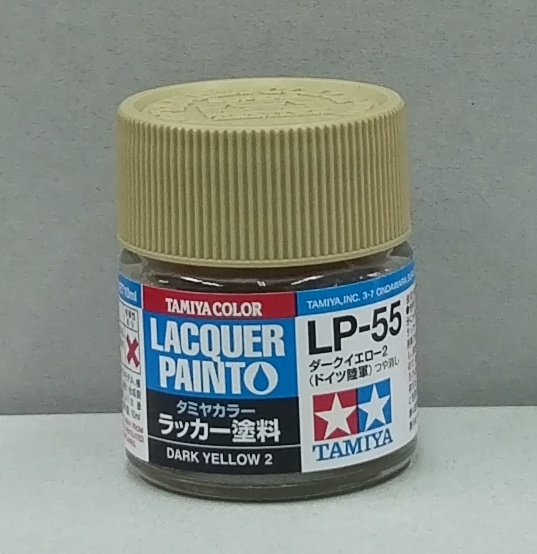 TAMIYA COLOR
LACQUER
PAINT
タミヤカラー
ラッカー塗料
DARK YELLOW 2
TAMIYA, INC. 3-7 ONDAWARA,
LP-55
ダークイエロー2
(ドイツ陸軍) つや消し
TAMIYA
10ml